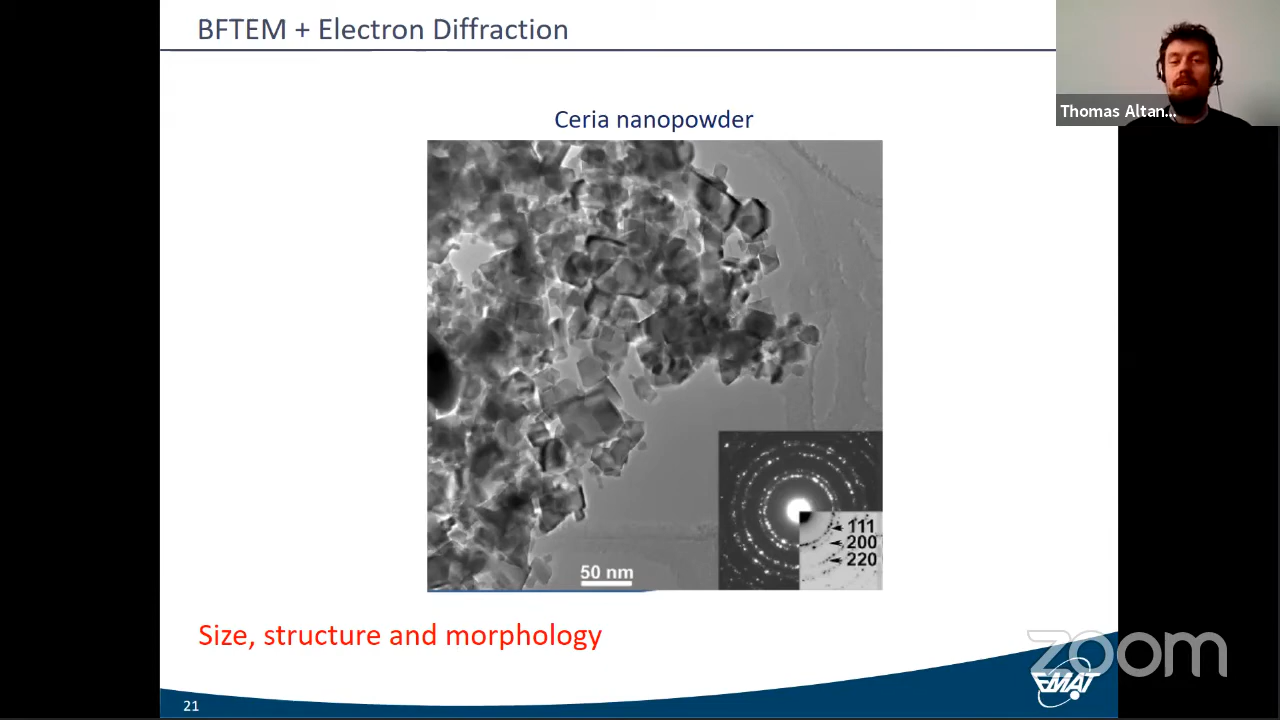 BFTEM + Electron Diffraction
Thomas Altan...
Ceria nanopowder
111
200
220
50 nm
Size, structure and morphology
zoom
EMAT
21